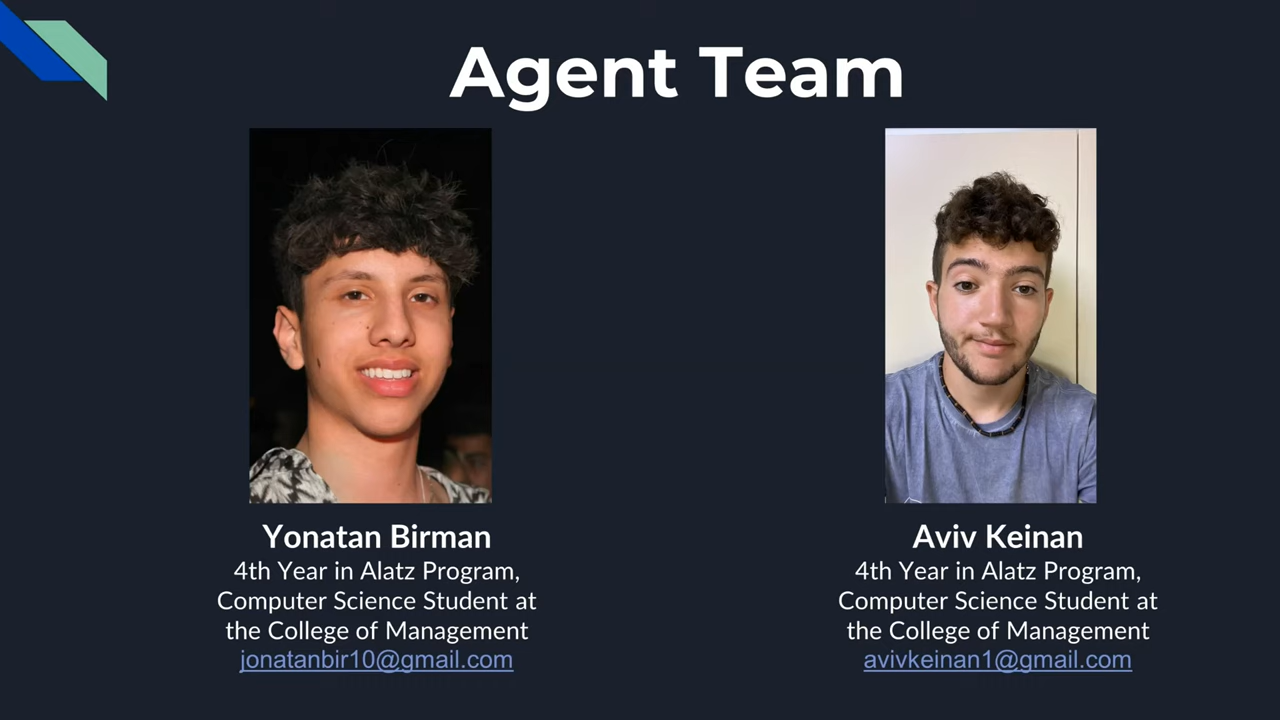 Agent Team
Yonatan Birman
4th Year in Alatz Program,
Computer Science Student at
the College of Management
jonatanbir10@gmail.com
Aviv Keinan
4th Year in Alatz Program,
Computer Science Student at
the College of Management
avivkeinan1@gmail.com